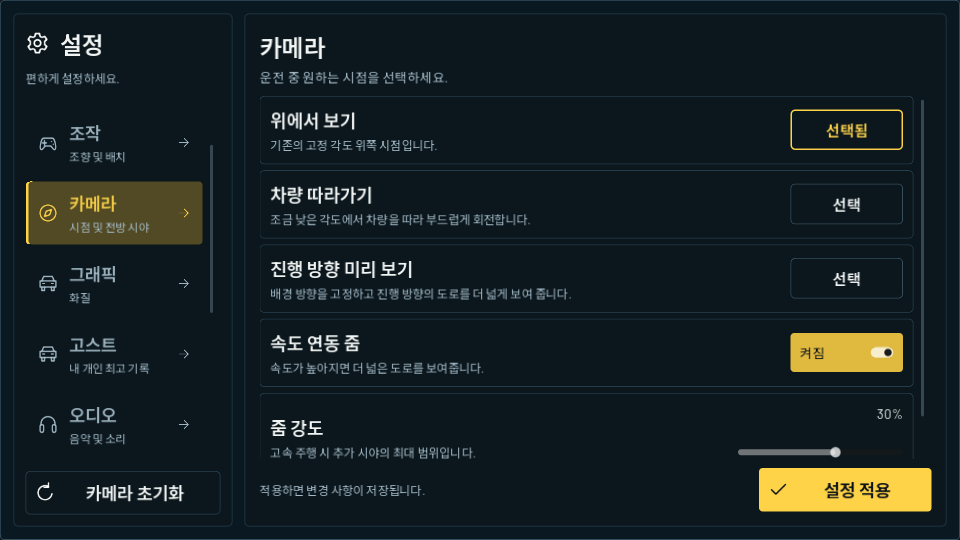 설정
편하게 설정하세요.
조작
조향 및 배치
카메라
시점 및 전방 시야
그래픽
화질
고스트
내 개인 최고 기록
오디오
음악 및 소리
카메라 초기화
카메라
운전 중 원하는 시점을 선택하세요.
위에서 보기
기존의 고정 각도 위쪽 시점입니다.
선택됨
차량 따라가기
조금 낮은 각도에서 차량을 따라 부드럽게 회전합니다.
선택
진행 방향 미리 보기
배경 방향을 고정하고 진행 방향의 도로를 더 넓게 보여 줍니다.
선택
속도 연동 줌
속도가 높아지면 더 넓은 도로를 보여줍니다.
켜짐
줌 강도
고속 주행 시 추가 시야의 최대 범위입니다.
30%
적용하면 변경 사항이 저장됩니다.
설정 적용